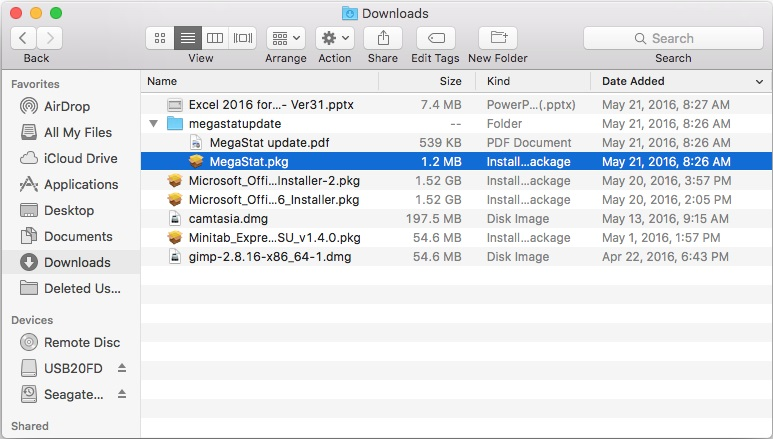 Downloads
Back View Arrange Action Share Edit Tags New Folder Search Search
Favorites
AirDrop
All My Files
iCloud Drive
Applications
Desktop
Documents
Downloads
Deleted Us...
Devices
Remote Disc
USB20FD
Seagate...
Shared
Name Size Kind Date Added
Excel 2016 for...- Ver31.pptx 7.4 MB PowerP...(.pptx) May 21, 2016, 8:27 AM
megastatupdate -- Folder May 21, 2016, 8:26 AM
MegaStat update.pdf 539 KB PDF Document May 21, 2016, 8:26 AM
MegaStat.pkg 1.2 MB Install...ackage May 21, 2016, 8:26 AM
Microsoft_Offi...Installer-2.pkg 1.52 GB Install...ackage May 20, 2016, 3:57 PM
Microsoft_Offi...6_Installer.pkg 1.52 GB Install...ackage May 20, 2016, 2:05 PM
camtasia.dmg 197.5 MB Disk Image May 13, 2016, 9:15 AM
Minitab_Expre...SU_v1.4.0.pkg 54.6 MB Install...ackage May 1, 2016, 1:57 PM
gimp-2.8.16-x86_64-1.dmg 54.6 MB Disk Image Apr 22, 2016, 6:43 PM